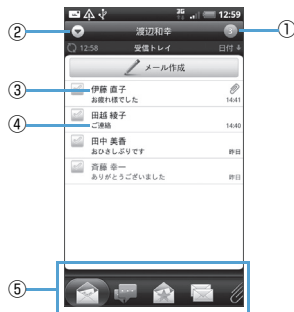 3G 12:59
② 渡辺和幸 5 ①
12:58 受信トレイ 日付
メール作成
③ 伊藤 直子
お疲れ様でした 14:41
④ 田越 綾子
ご連絡 14:40
田中 美香
おひさしぶりです 昨日
斉藤 幸一
ありがとうございました 昨日
⑤